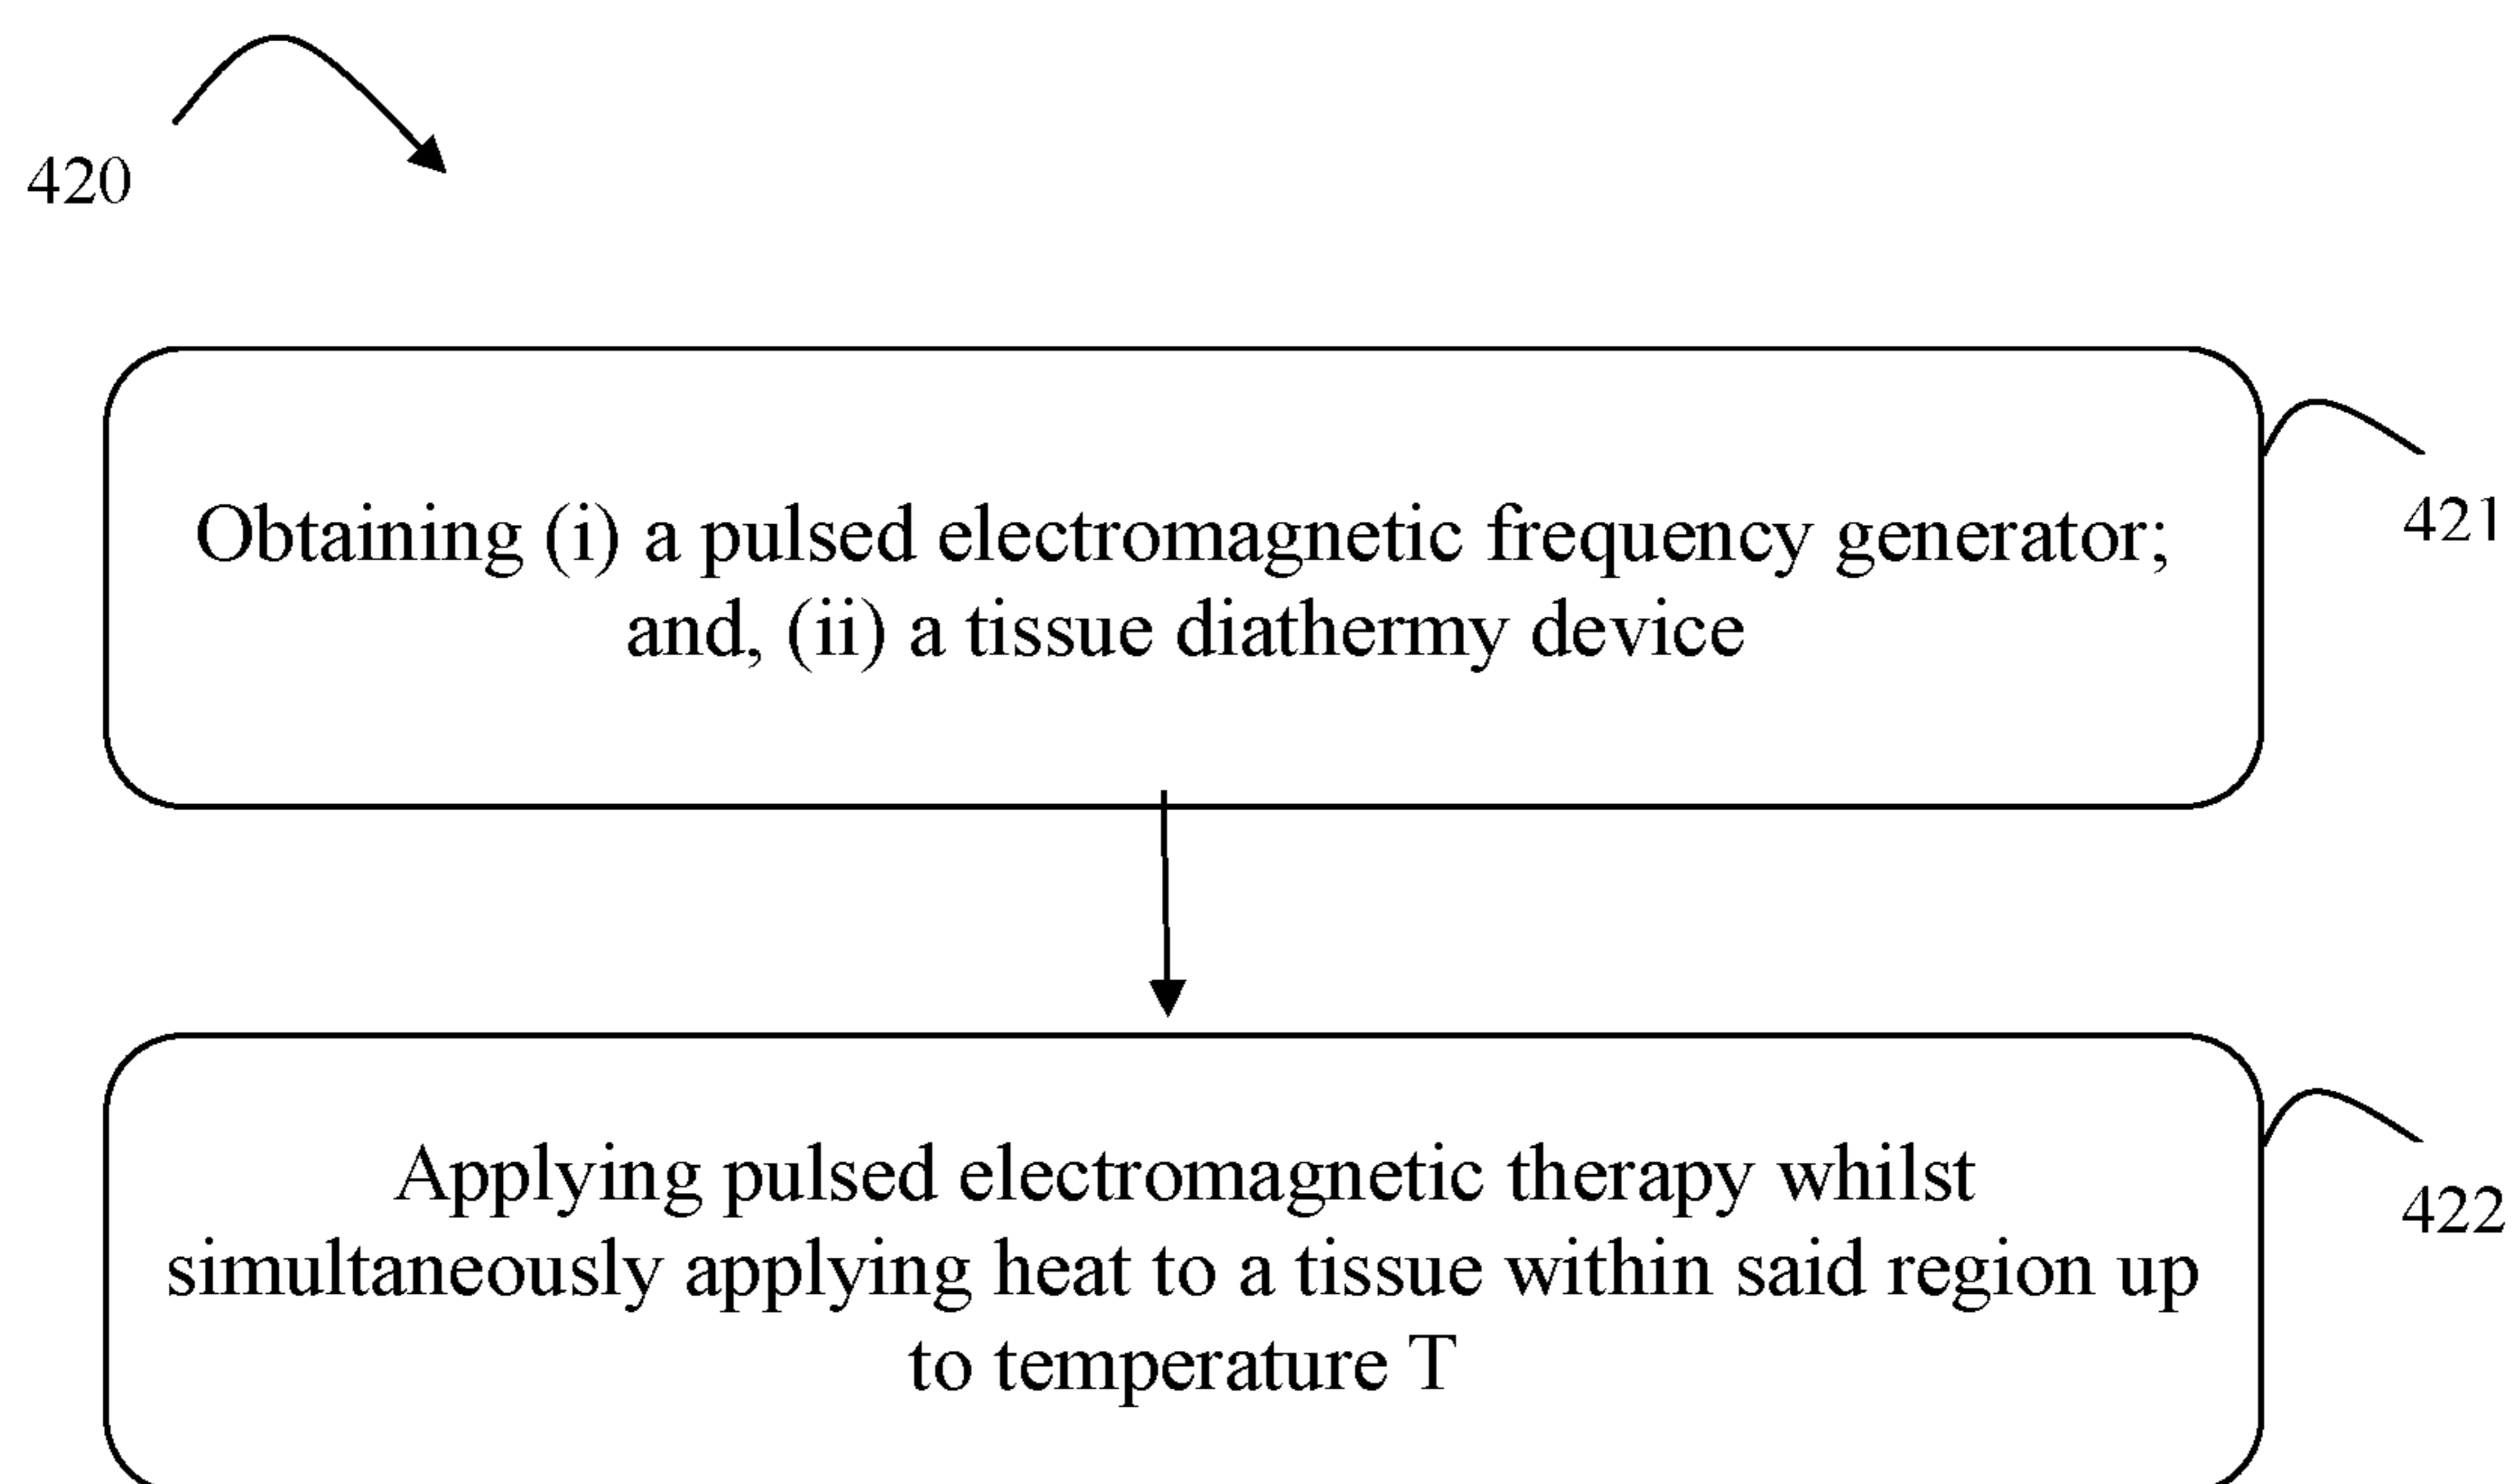 420
Obtaining (i) a pulsed electromagnetic frequency generator;
and, (ii) a tissue diathermy device
421
Applying pulsed electromagnetic therapy whilst
simultaneously applying heat to a tissue within said region up
to temperature T
422